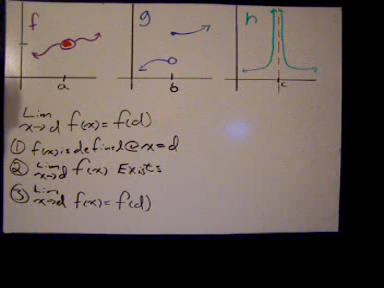 f g h
a b c
Lim x→d f(x) = f(d)
① f(x) is defined @ x = d
② Lim x→d f(x) Exists
③ Lim x→d f(x) = f(d)